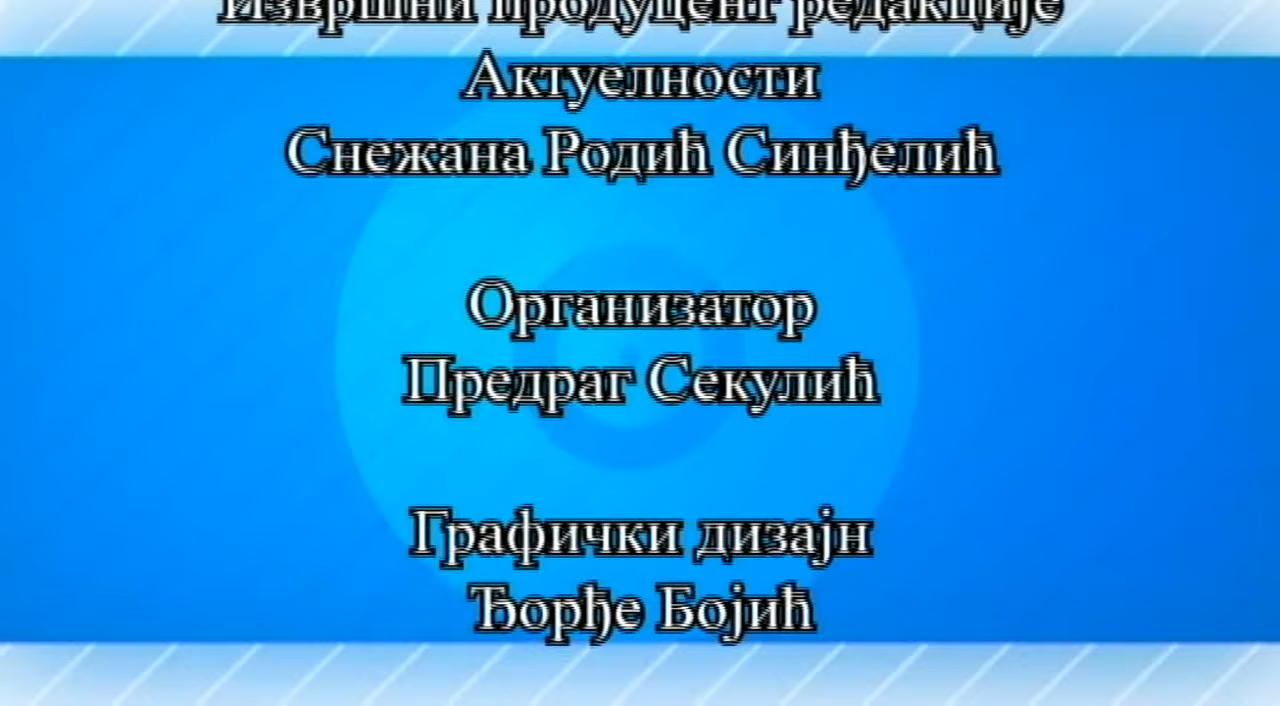 Извршни продуцент редакције
Актуелности
Снежана Родић Синђелић
Организатор
Предраг Секулић
Графички дизајн
Ђорђе Бојић